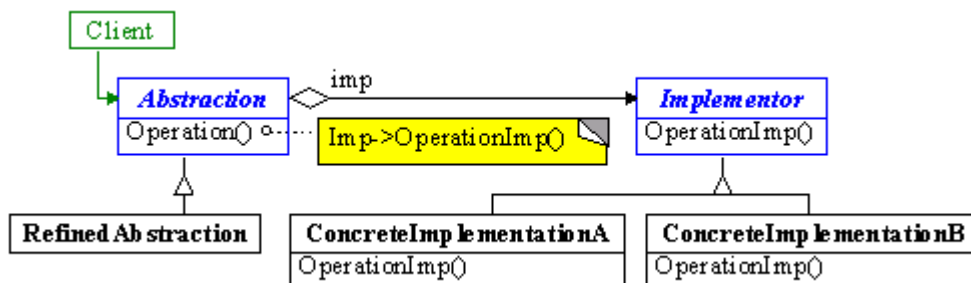 Client
imp
Abstraction
Implementor
Operation()
Imp->OperationImp()
OperationImp()
RefinedAbstraction
ConcreteImplementationA
ConcreteImplementationB
OperationImp()
OperationImp()